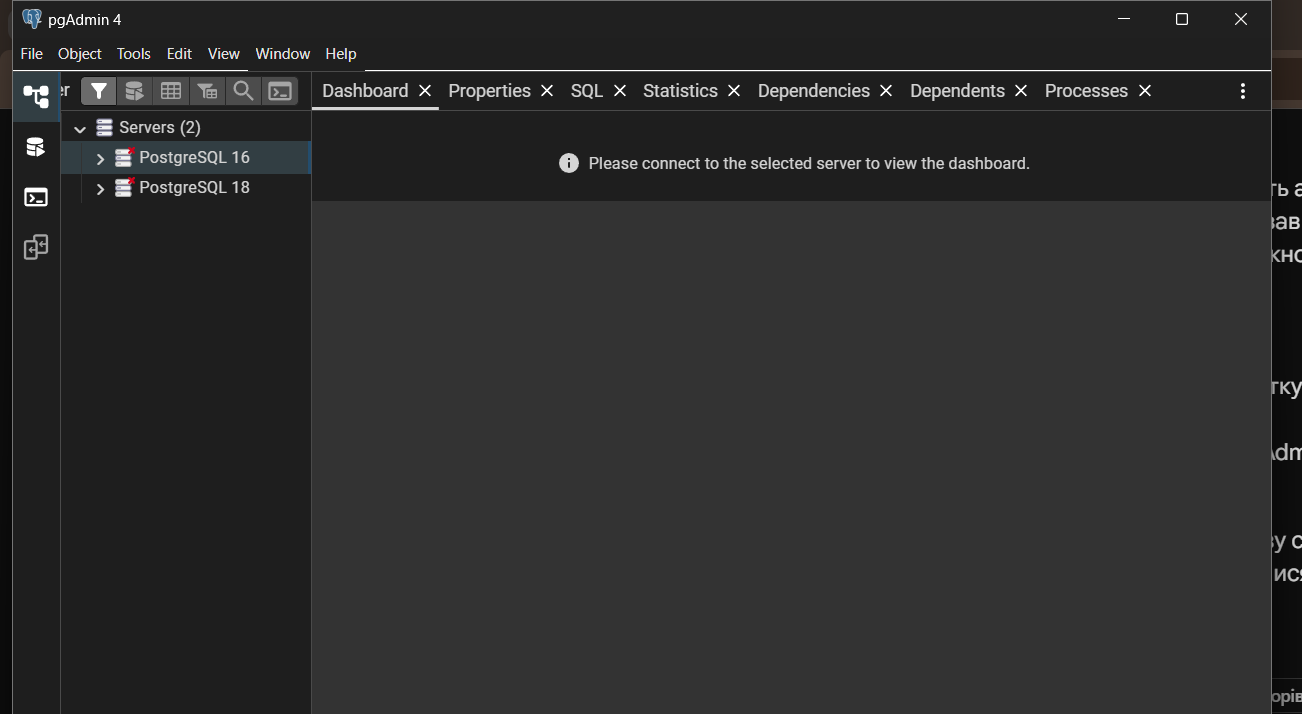 pgAdmin 4
File Object Tools Edit View Window Help
er
Dashboard Properties SQL Statistics Dependencies Dependents Processes
Servers (2)
PostgreSQL 16
PostgreSQL 18
Please connect to the selected server to view the dashboard.